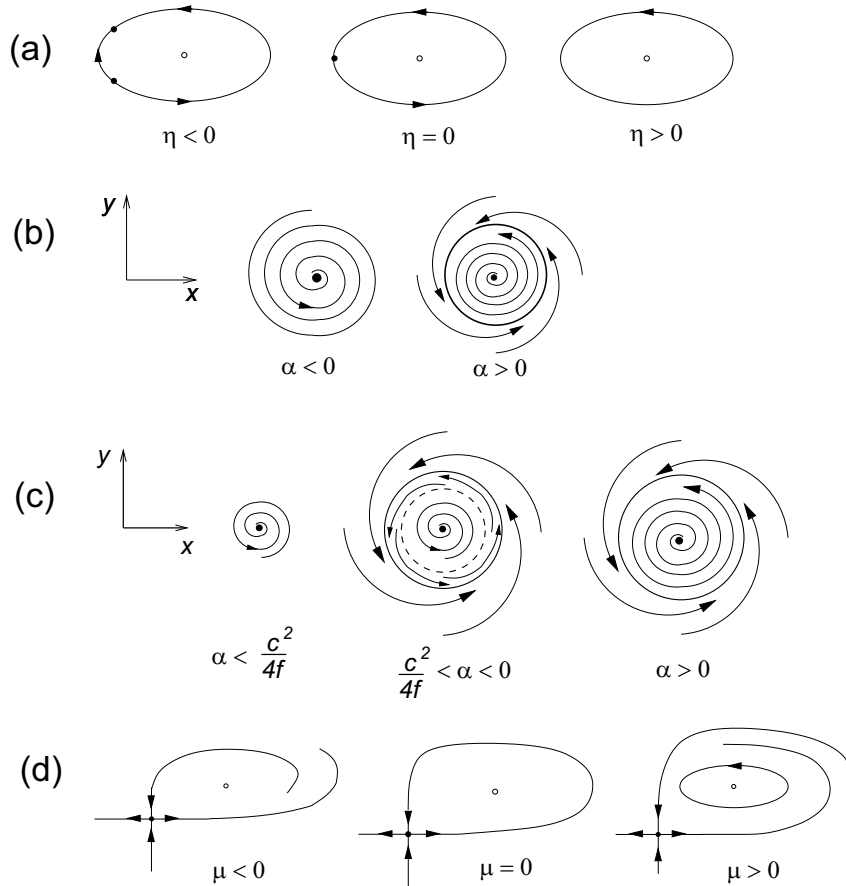 (a)
η < 0 η = 0 η > 0
(b)
y
x
α < 0 α > 0
(c)
y
x
α < c²/4f c²/4f < α < 0 α > 0
(d)
μ < 0 μ = 0 μ > 0